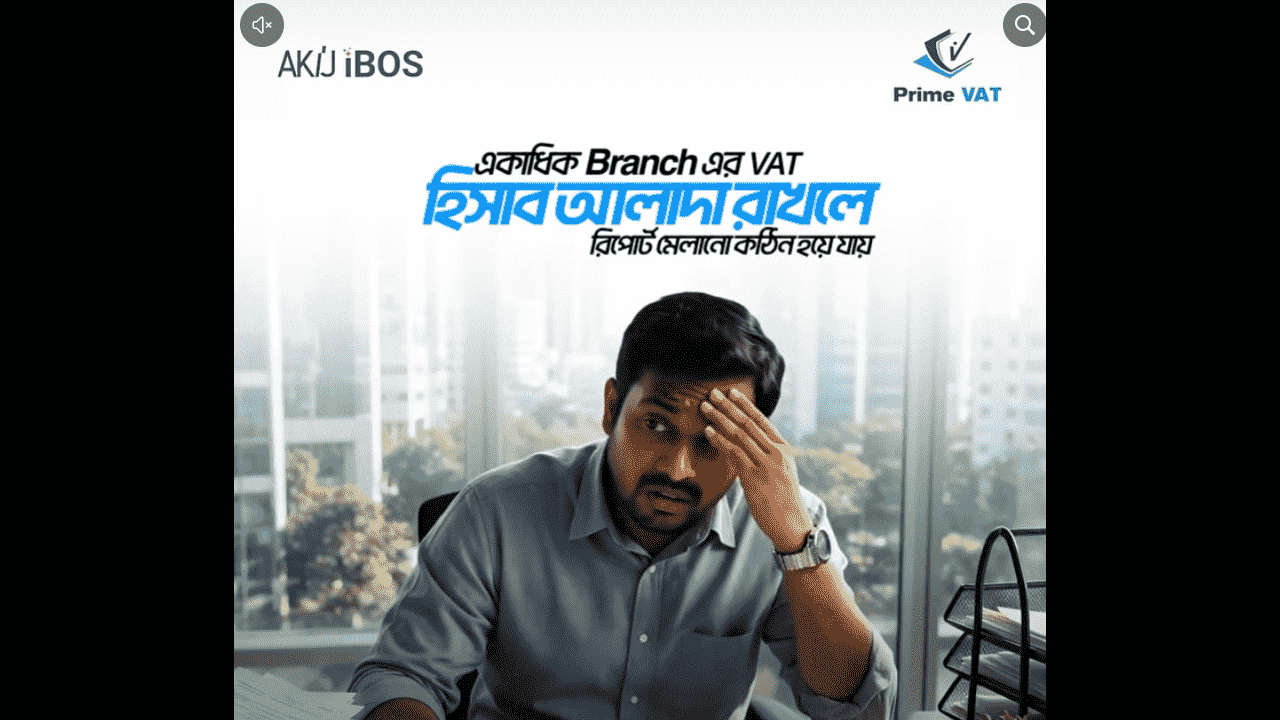 AKIJ iBOS
Prime VAT
একাধিক Branch এর VAT
হিসাব আলাদা রাখলে
রিপোর্ট মেলানো কঠিন হয়ে যায়